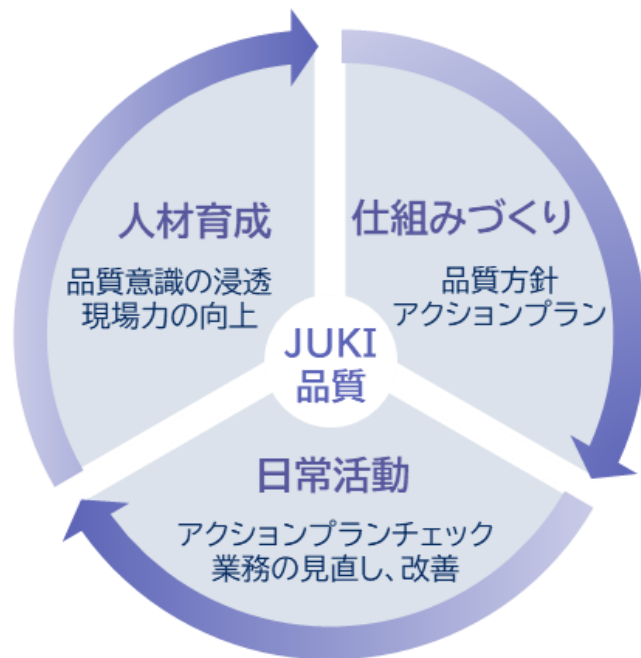 人材育成
品質意識の浸透
現場力の向上
仕組みづくり
品質方針
アクションプラン
JUKI
品質
日常活動
アクションプランチェック
業務の見直し、改善